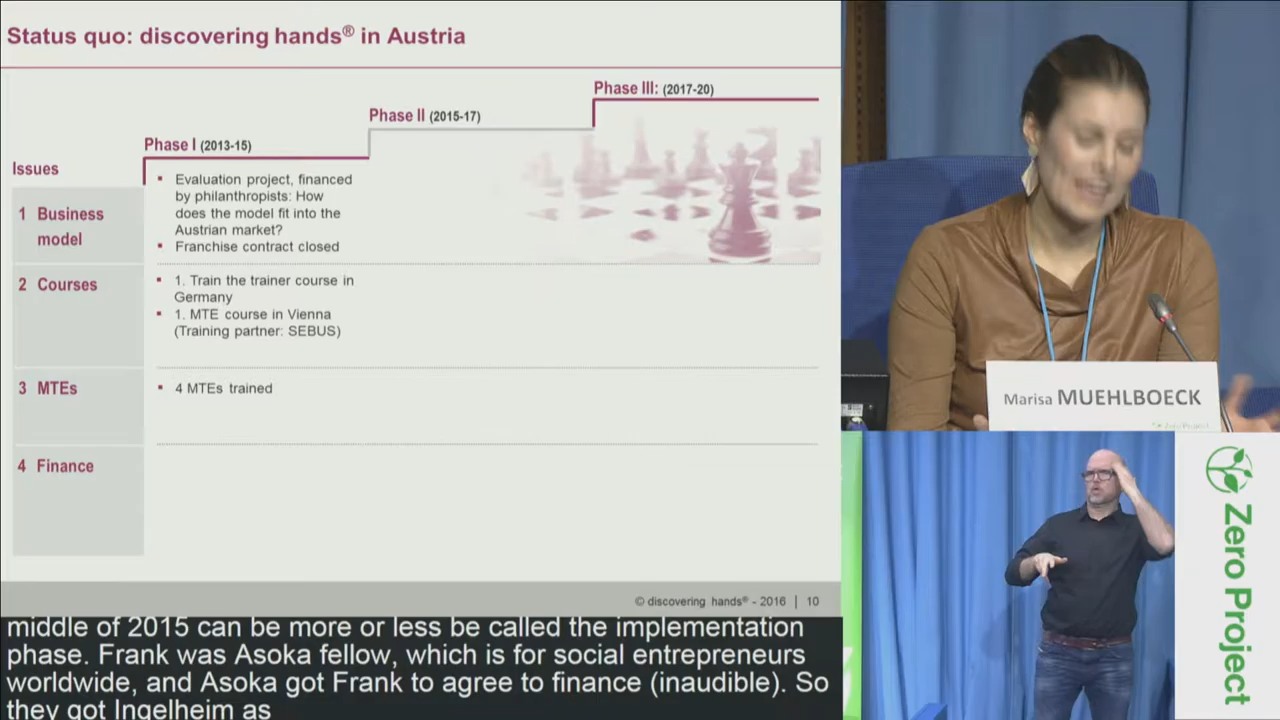 Status quo: discovering hands® in Austria
Phase III: (2017-20)
Phase II (2015-17)
Phase I (2013-15)
Issues
1 Business
model
▪ Evaluation project, financed
by philanthropists: How
does the model fit into the
Austrian market?
▪ Franchise contract closed
2 Courses
▪ 1. Train the trainer course in
Germany
▪ 1. MTE course in Vienna
(Training partner: SEBUS)
3 MTEs
▪ 4 MTEs trained
4 Finance
© discovering hands® - 2016 | 10
Marisa MUEHLBOECK
Zero Project
Zero Project
middle of 2015 can be more or less be called the implementation
phase. Frank was Asoka fellow, which is for social entrepreneurs
worldwide, and Asoka got Frank to agree to finance (inaudible). So
they got Ingelheim as